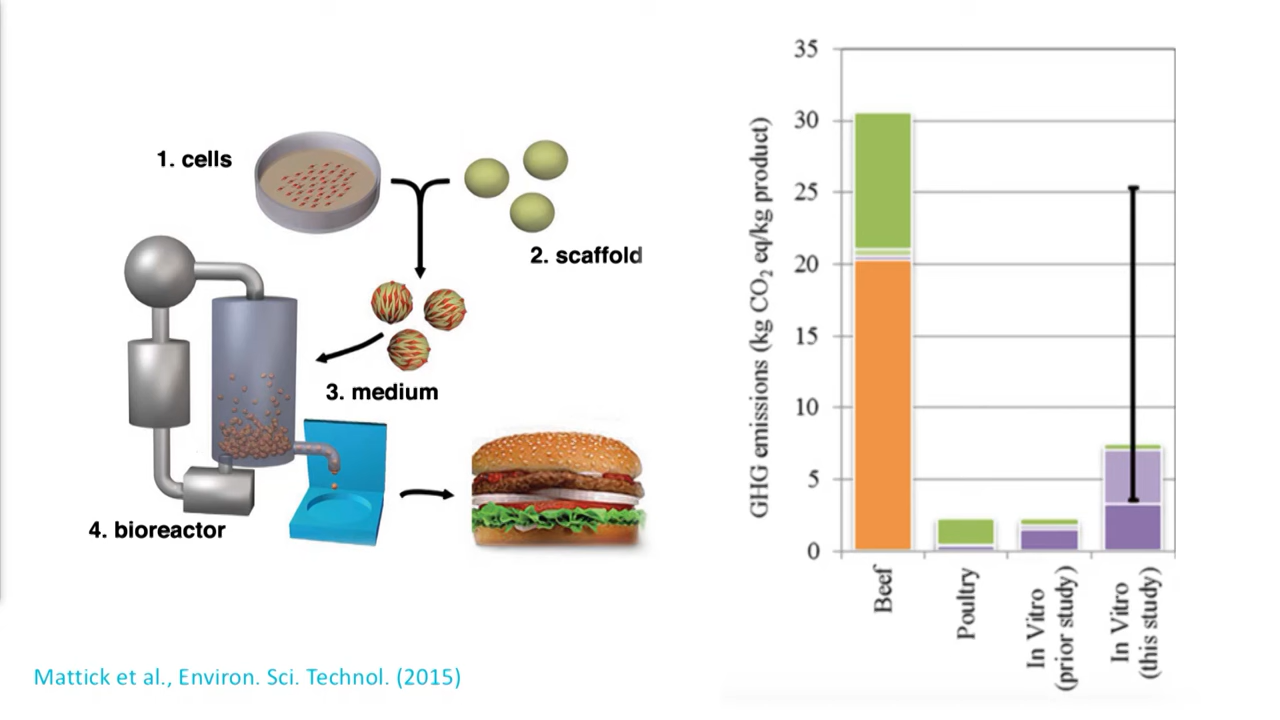 1. cells
2. scaffold
3. medium
4. bioreactor
Mattick et al., Environ. Sci. Technol. (2015)
GHG emissions (kg CO₂ eq/kg product)
35
30
25
20
15
10
5
0
Beef
Poultry
In Vitro
(prior study)
In Vitro
(this study)